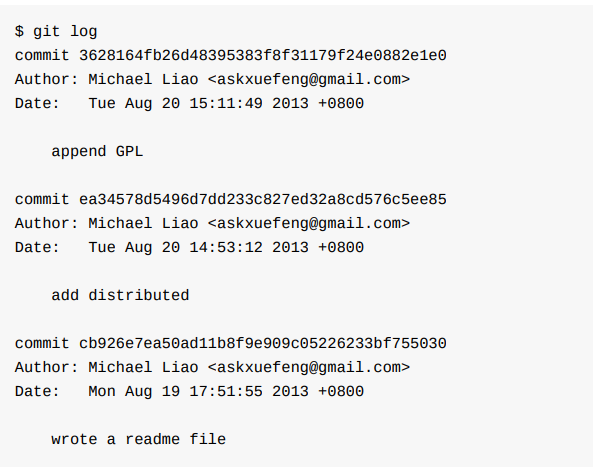 $ git log
commit 3628164fb26d48395383f8f31179f24e0882e1e0
Author: Michael Liao <askxuefeng@gmail.com>
Date:   Tue Aug 20 15:11:49 2013 +0800
    append GPL
commit ea34578d5496d7dd233c827ed32a8cd576c5ee85
Author: Michael Liao <askxuefeng@gmail.com>
Date:   Tue Aug 20 14:53:12 2013 +0800
    add distributed
commit cb926e7ea50ad11b8f9e909c05226233bf755030
Author: Michael Liao <askxuefeng@gmail.com>
Date:   Mon Aug 19 17:51:55 2013 +0800
    wrote a readme file